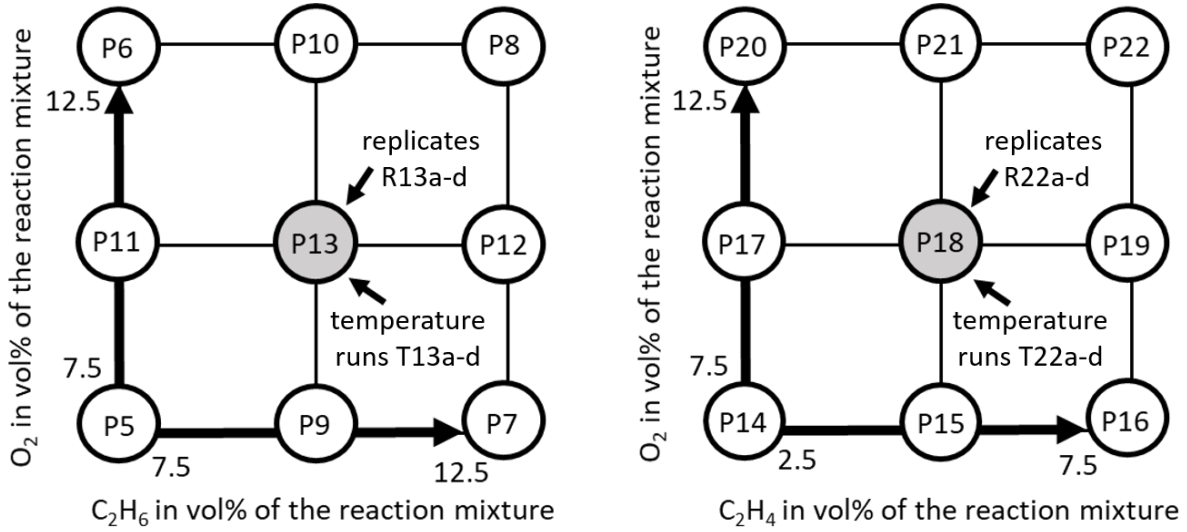 O2 in vol% of the reaction mixture
P6
P10
P8
12.5
replicates
R13a-d
P11
P13
P12
temperature
runs T13a-d
7.5
P5
P9
P7
7.5
12.5
C2H6 in vol% of the reaction mixture
O2 in vol% of the reaction mixture
P20
P21
P22
12.5
replicates
R22a-d
P17
P18
P19
temperature
runs T22a-d
7.5
P14
P15
P16
2.5
7.5
C2H4 in vol% of the reaction mixture